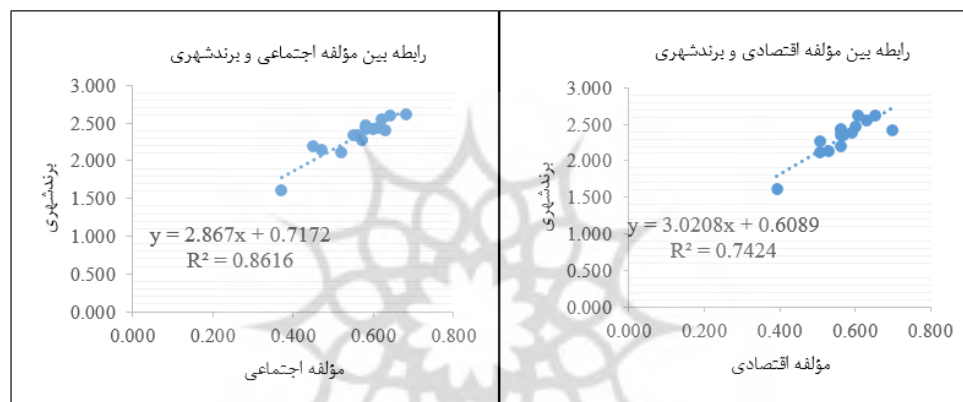 رابطه بین مؤلفه اقتصادی و برندشهری
3.000
2.500
2.000
1.500
1.000
0.500
0.000
برندشهری
y = 3.0208x + 0.6089
R² = 0.7424
0.000 0.200 0.400 0.600 0.800
مؤلفه اقتصادی
رابطه بین مؤلفه اجتماعی و برندشهری
3.000
2.500
2.000
1.500
1.000
0.500
0.000
برندشهری
y = 2.867x + 0.7172
R² = 0.8616
0.000 0.200 0.400 0.600 0.800
مؤلفه اجتماعی